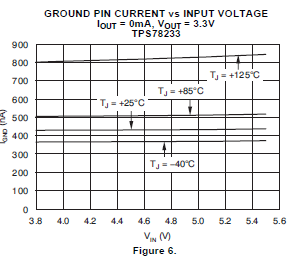 GROUND PIN CURRENT vs INPUT VOLTAGE
IOUT = 0mA, VOUT = 3.3V
TPS78233
900
800
700
600
500
400
300
200
100
0
IGND (nA)
TJ = +125°C
TJ = +85°C
TJ = +25°C
TJ = –40°C
3.8 4.0 4.2 4.4 4.6 4.8 5.0 5.2 5.4 5.6
VIN (V)
Figure 6.